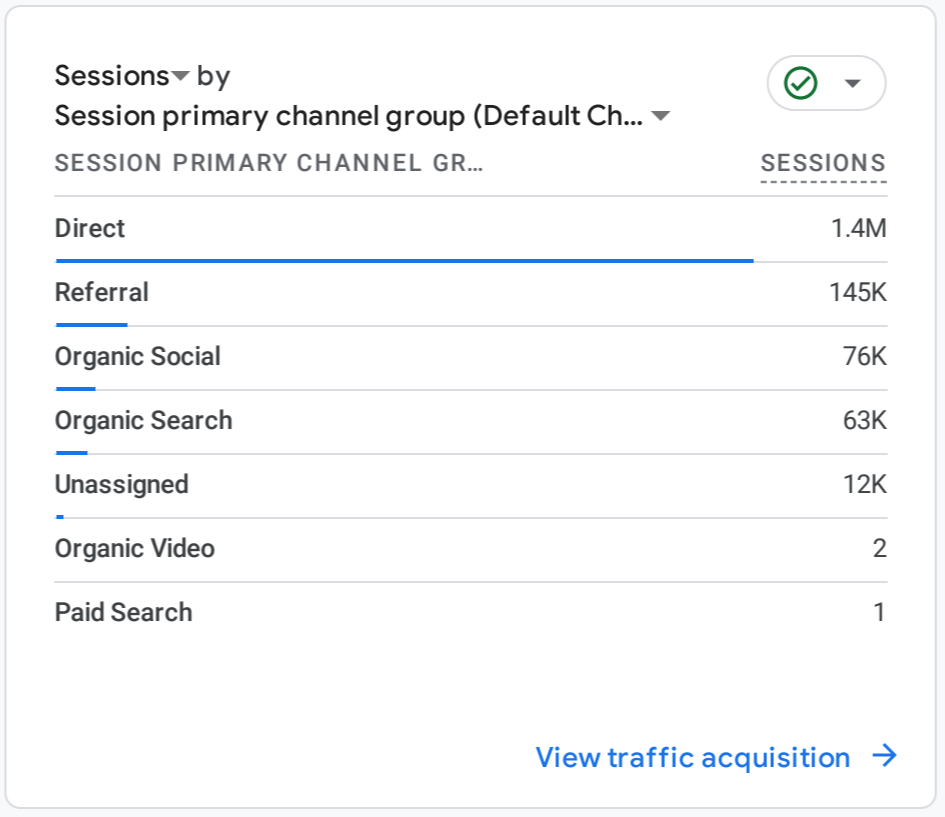 Sessions by
Session primary channel group (Default Ch...
SESSION PRIMARY CHANNEL GR... SESSIONS
Direct 1.4M
Referral 145K
Organic Social 76K
Organic Search 63K
Unassigned 12K
Organic Video 2
Paid Search 1
View traffic acquisition